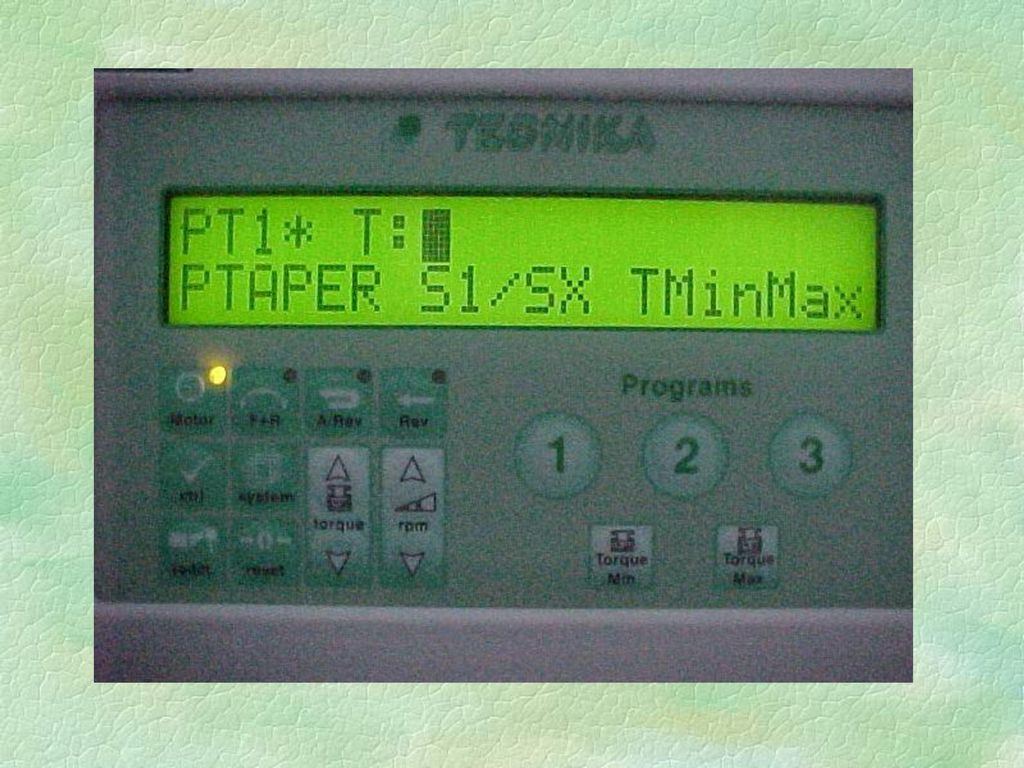 TECNIKA
PT1* T:
PTAPER S1/SX TMinMax
Programs
Motor F+R A/Rev Rev
1 2 3
ctrl system torque rpm
reset
Torque Min
Torque Max